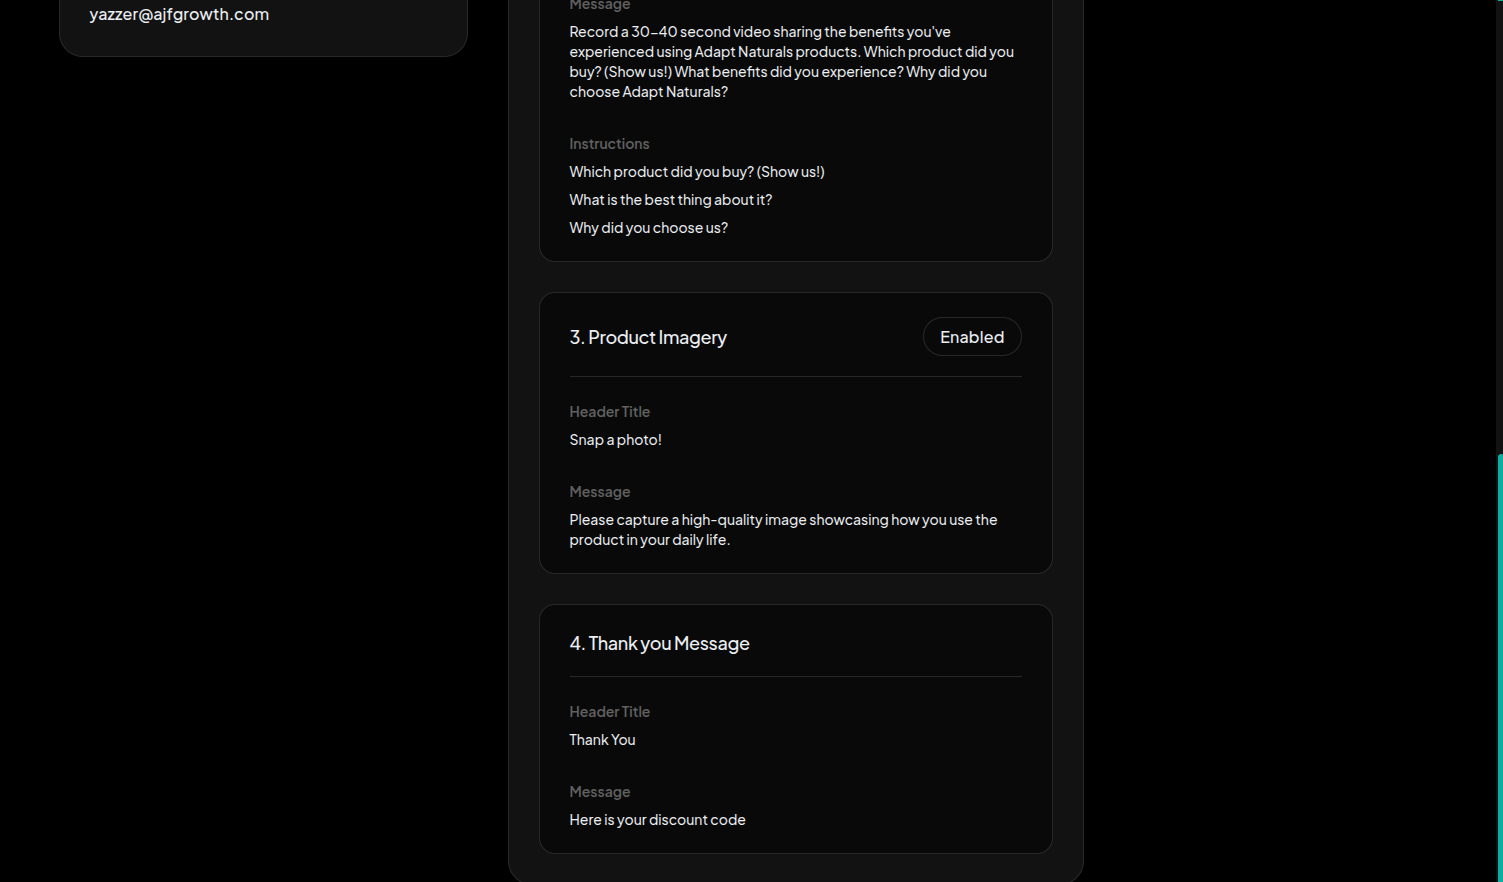 yazzer@ajfgrowth.com
Message
Record a 30-40 second video sharing the benefits you've
experienced using Adapt Naturals products. Which product did you
buy? (Show us!) What benefits did you experience? Why did you
choose Adapt Naturals?
Instructions
Which product did you buy? (Show us!)
What is the best thing about it?
Why did you choose us?
3. Product Imagery
Enabled
Header Title
Snap a photo!
Message
Please capture a high-quality image showcasing how you use the
product in your daily life.
4. Thank you Message
Header Title
Thank You
Message
Here is your discount code